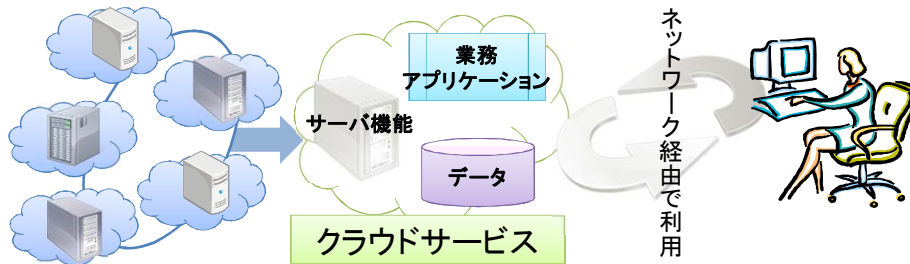 業務
アプリケーション
サーバ機能
データ
クラウドサービス
ネットワーク経由で利用